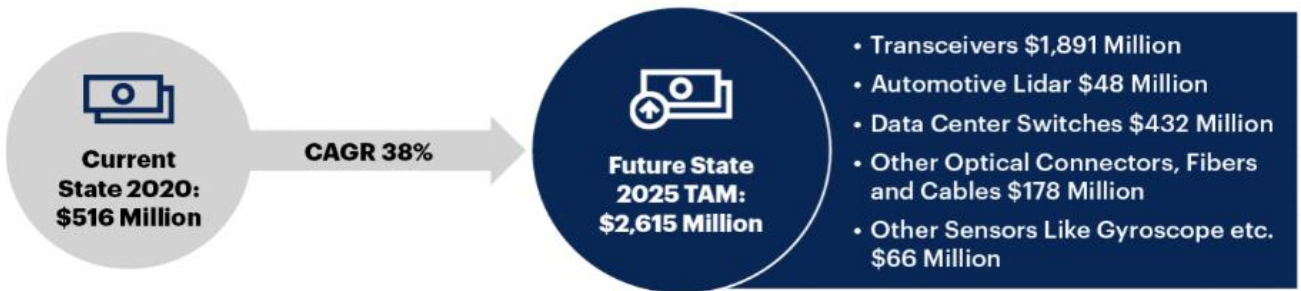 Current
State 2020:
$516 Million
CAGR 38%
Future State
2025 TAM:
$2,615 Million
• Transceivers $1,891 Million
• Automotive Lidar $48 Million
• Data Center Switches $432 Million
• Other Optical Connectors, Fibers
and Cables $178 Million
• Other Sensors Like Gyroscope etc.
$66 Million